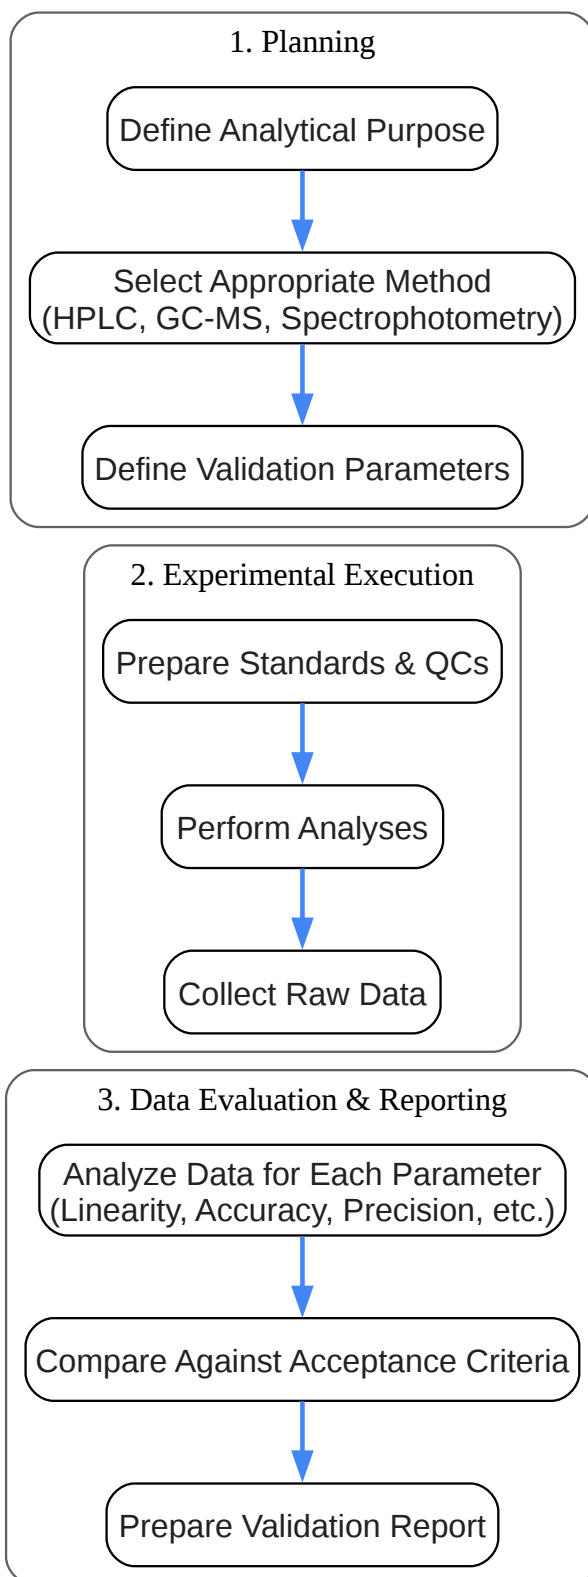 1. Planning
Define Analytical Purpose
Select Appropriate Method
(HPLC, GC-MS, Spectrophotometry)
Define Validation Parameters
2. Experimental Execution
Prepare Standards & QCs
Perform Analyses
Collect Raw Data
3. Data Evaluation & Reporting
Analyze Data for Each Parameter
(Linearity, Accuracy, Precision, etc.)
Compare Against Acceptance Criteria
Prepare Validation Report